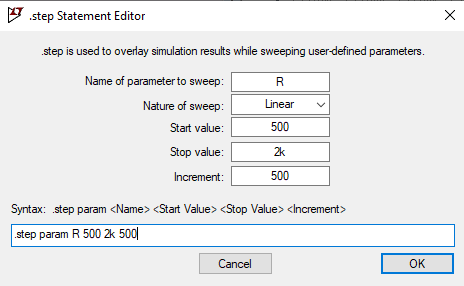 .step Statement Editor
.step is used to overlay simulation results while sweeping user-defined parameters.
Name of parameter to sweep: R
Nature of sweep: Linear
Start value: 500
Stop value: 2k
Increment: 500
Syntax: .step param <Name> <Start Value> <Stop Value> <Increment>
.step param R 500 2k 500
Cancel OK